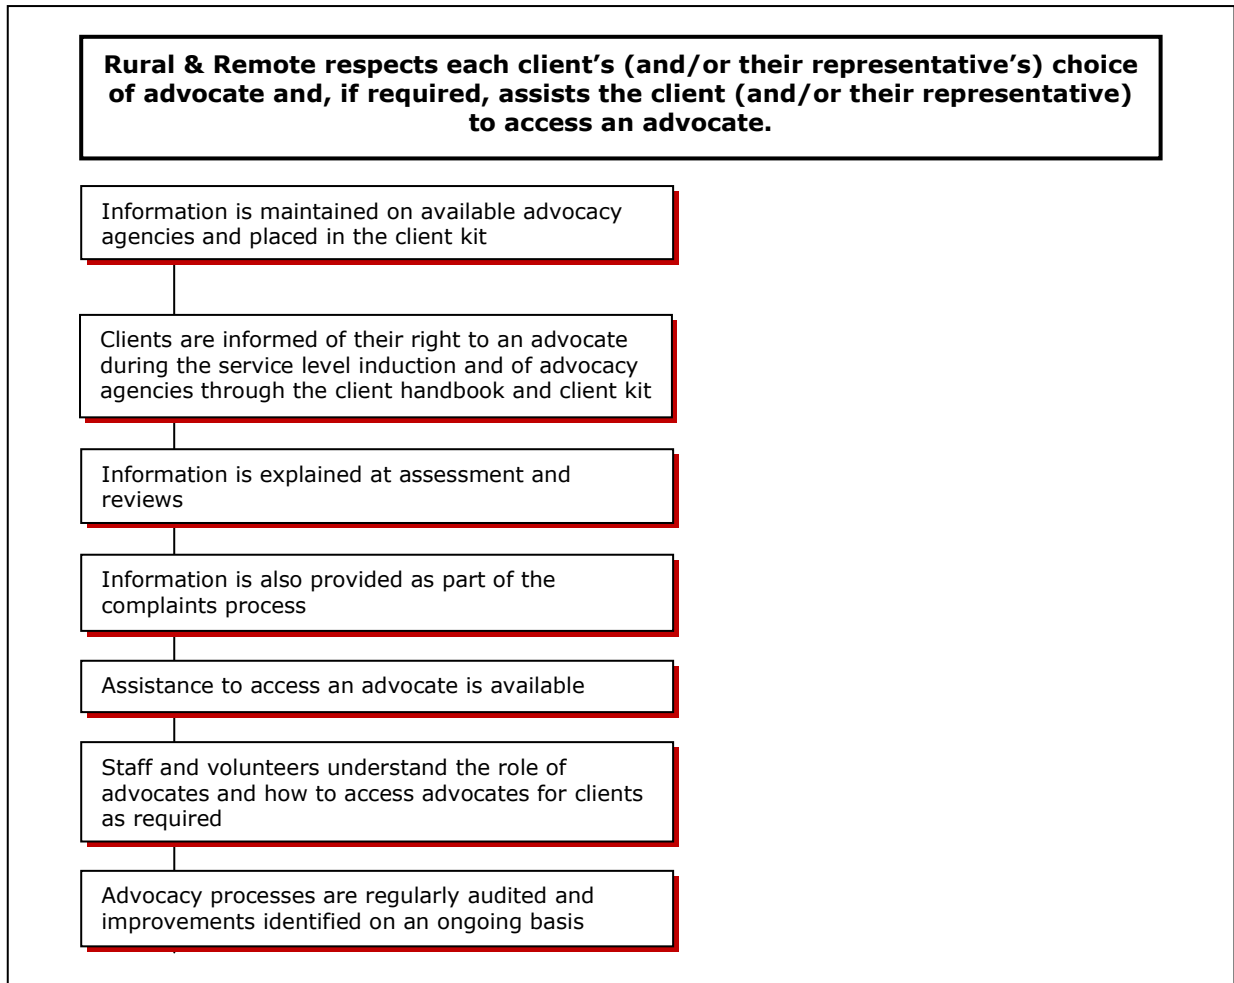 Rural & Remote respects each client’s (and/or their representative’s) choice
of advocate and, if required, assists the client (and/or their representative)
to access an advocate.
Information is maintained on available advocacy
agencies and placed in the client kit
Clients are informed of their right to an advocate
during the service level induction and of advocacy
agencies through the client handbook and client kit
Information is explained at assessment and
reviews
Information is also provided as part of the
complaints process
Assistance to access an advocate is available
Staff and volunteers understand the role of
advocates and how to access advocates for clients
as required
Advocacy processes are regularly audited and
improvements identified on an ongoing basis